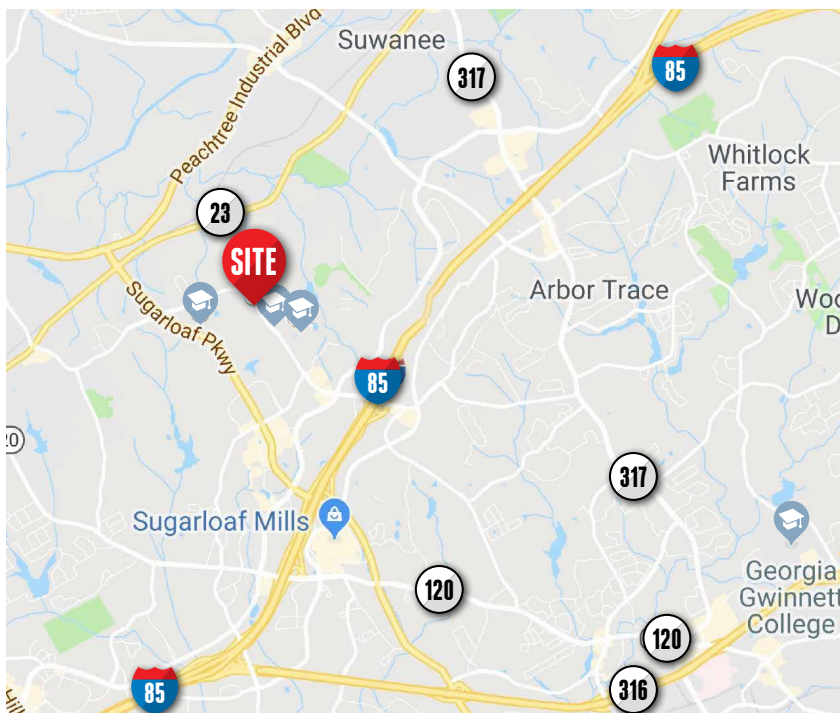 Peachtree Industrial Blvd
Suwanee
317
85
Whitlock
Farms
23
SITE
Arbor Trace
Sugarloaf Pkwy
85
317
Sugarloaf Mills
120
Georgia
Gwinnett
College
120
85
316